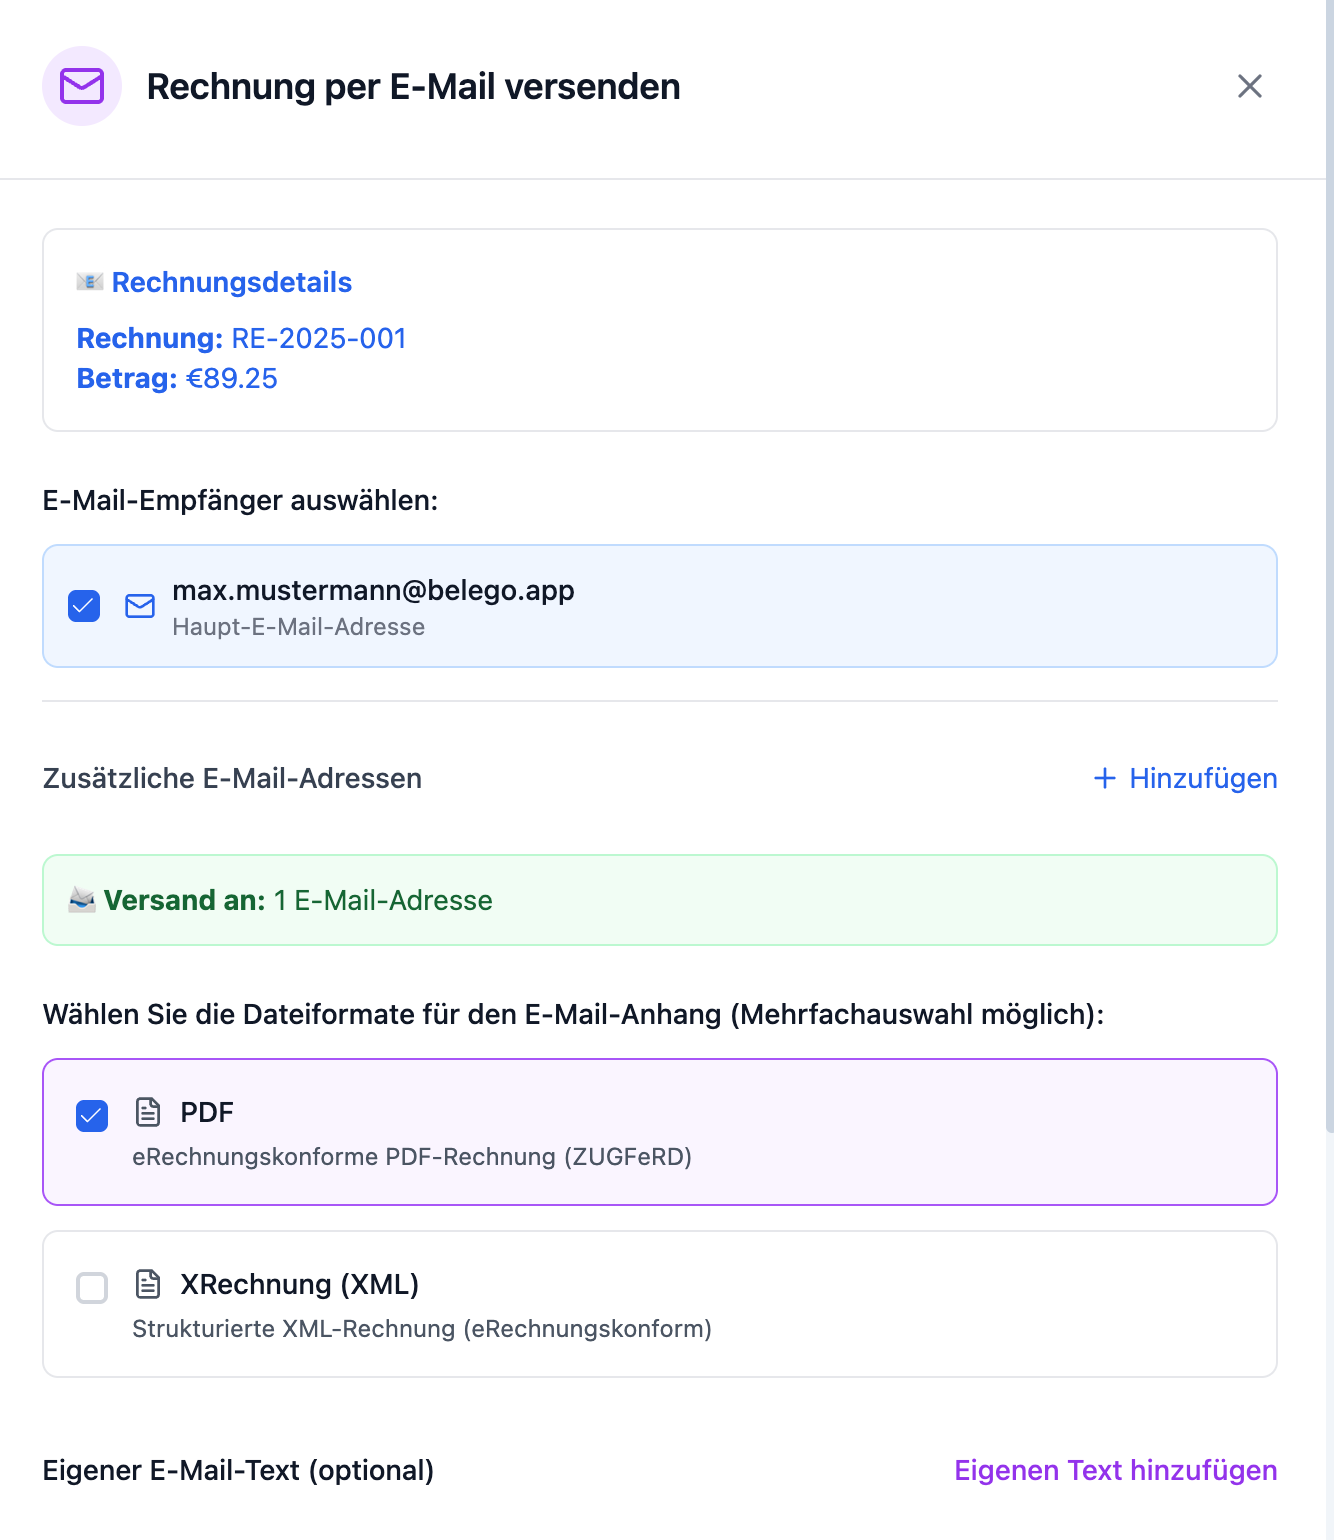 Rechnung per E-Mail versenden
Rechnungsdetails
Rechnung: RE-2025-001
Betrag: €89.25
E-Mail-Empfänger auswählen:
max.mustermann@belego.app
Haupt-E-Mail-Adresse
Zusätzliche E-Mail-Adressen
+ Hinzufügen
Versand an: 1 E-Mail-Adresse
Wählen Sie die Dateiformate für den E-Mail-Anhang (Mehrfachauswahl möglich):
PDF
eRechnungskonforme PDF-Rechnung (ZUGFeRD)
XRechnung (XML)
Strukturierte XML-Rechnung (eRechnungskonform)
Eigener E-Mail-Text (optional)
Eigenen Text hinzufügen